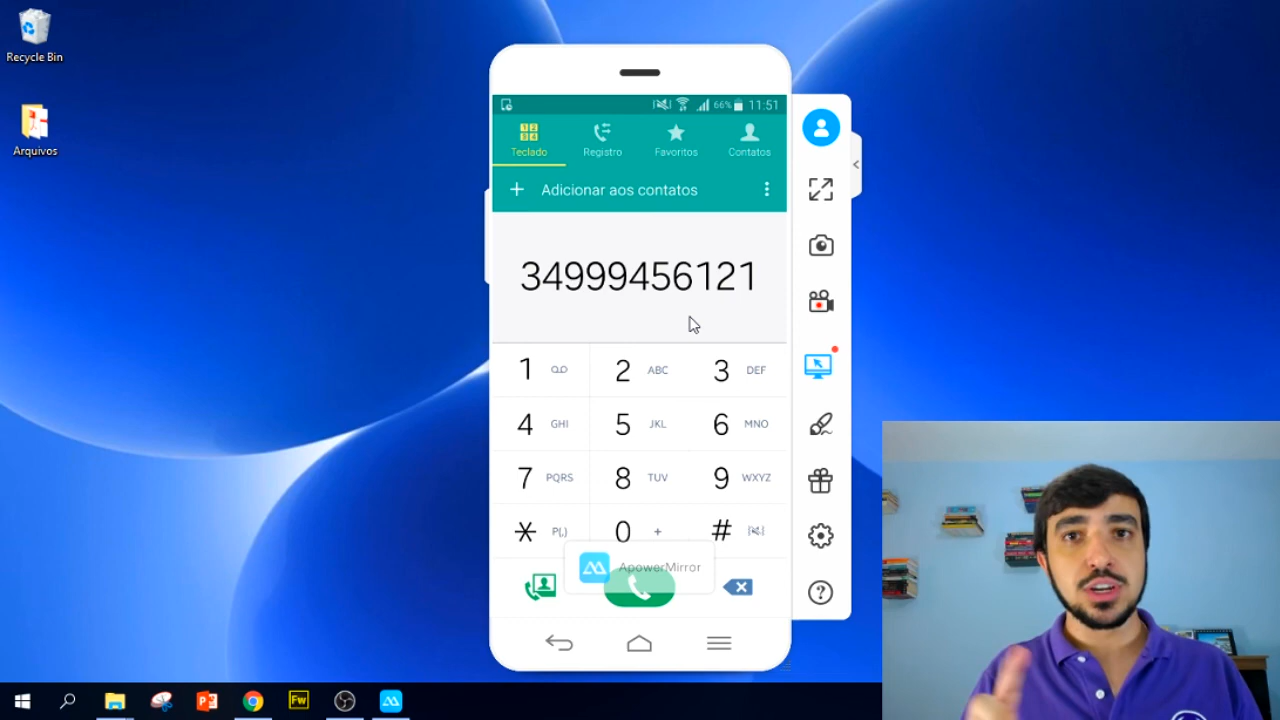 Recycle Bin
Arquivos
66% 11:51
Teclado Registro Favoritos Contatos
+ Adicionar aos contatos
34999456121
1 2 ABC 3 DEF
4 GHI 5 JKL 6 MNO
7 PQRS 8 TUV 9 WXYZ
* P(,) 0 + #
ApowerMirror
?
P
Fw